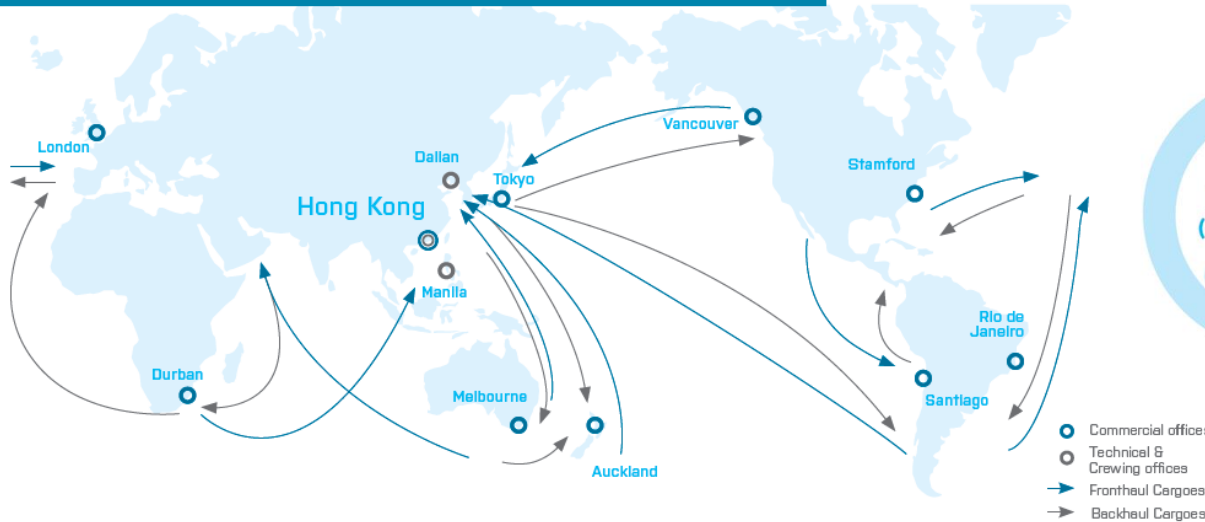 London
Vancouver
Stamford
Dalian
Tokyo
Hong Kong
Manila
Rio de
Janeiro
Durban
Melbourne
Santiago
Auckland
Commercial offices
Technical &
Crewing offices
Fronthaul Cargoes
Backhaul Cargoes
(